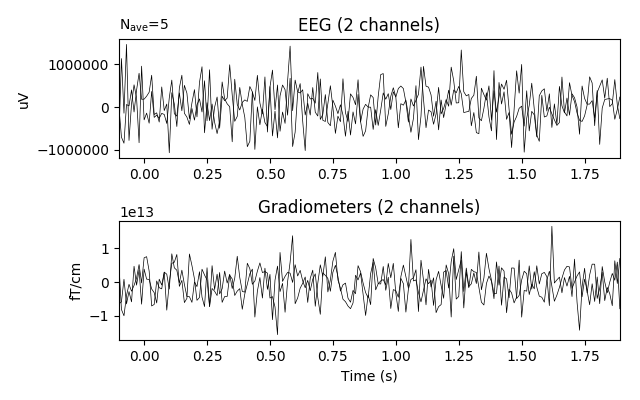 N_ave=5
EEG (2 channels)
uV
1000000
0
−1000000
0.00 0.25 0.50 0.75 1.00 1.25 1.50 1.75
Gradiometers (2 channels)
1e13
fT/cm
1
0
−1
0.00 0.25 0.50 0.75 1.00 1.25 1.50 1.75
Time (s)